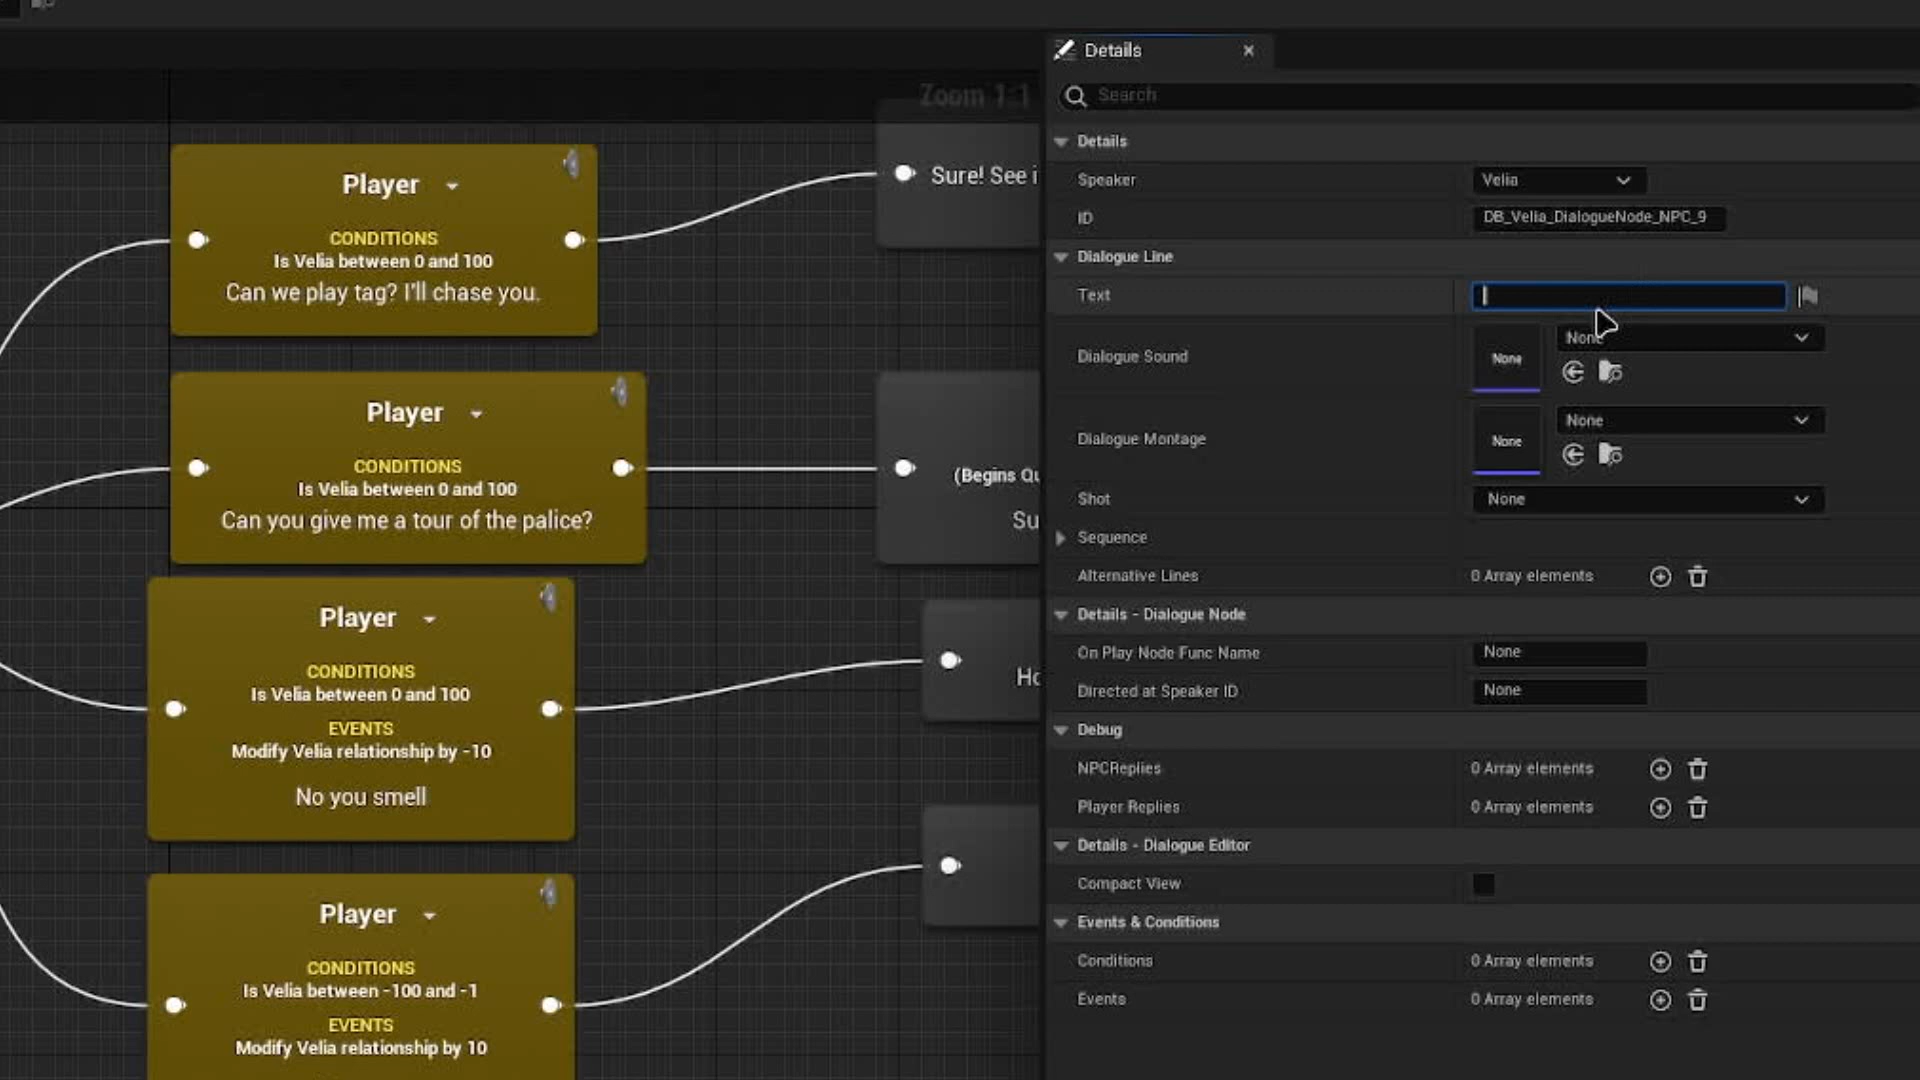 Zoom 1:1
Player
CONDITIONS
Is Velia between 0 and 100
Can we play tag? I'll chase you.
Player
CONDITIONS
Is Velia between 0 and 100
Can you give me a tour of the palice?
Player
CONDITIONS
Is Velia between 0 and 100
EVENTS
Modify Velia relationship by -10
No you smell
Player
CONDITIONS
Is Velia between -100 and -1
EVENTS
Modify Velia relationship by 10
Sure! See i
(Begins Qu
Su
Ho
Details
Search
Details
Speaker Velia
ID DB_Velia_DialogueNode_NPC_9
Dialogue Line
Text
Dialogue Sound None None
Dialogue Montage None None
Shot None
Sequence
Alternative Lines 0 Array elements
Details - Dialogue Node
On Play Node Func Name None
Directed at Speaker ID None
Debug
NPCReplies 0 Array elements
Player Replies 0 Array elements
Details - Dialogue Editor
Compact View
Events & Conditions
Conditions 0 Array elements
Events 0 Array elements